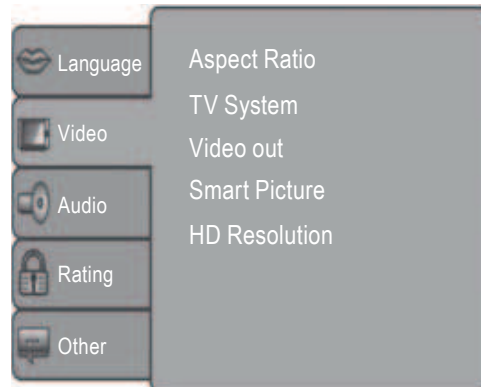 Language
Video
Audio
Rating
Other
Aspect Ratio
TV System
Video out
Smart Picture
HD Resolution